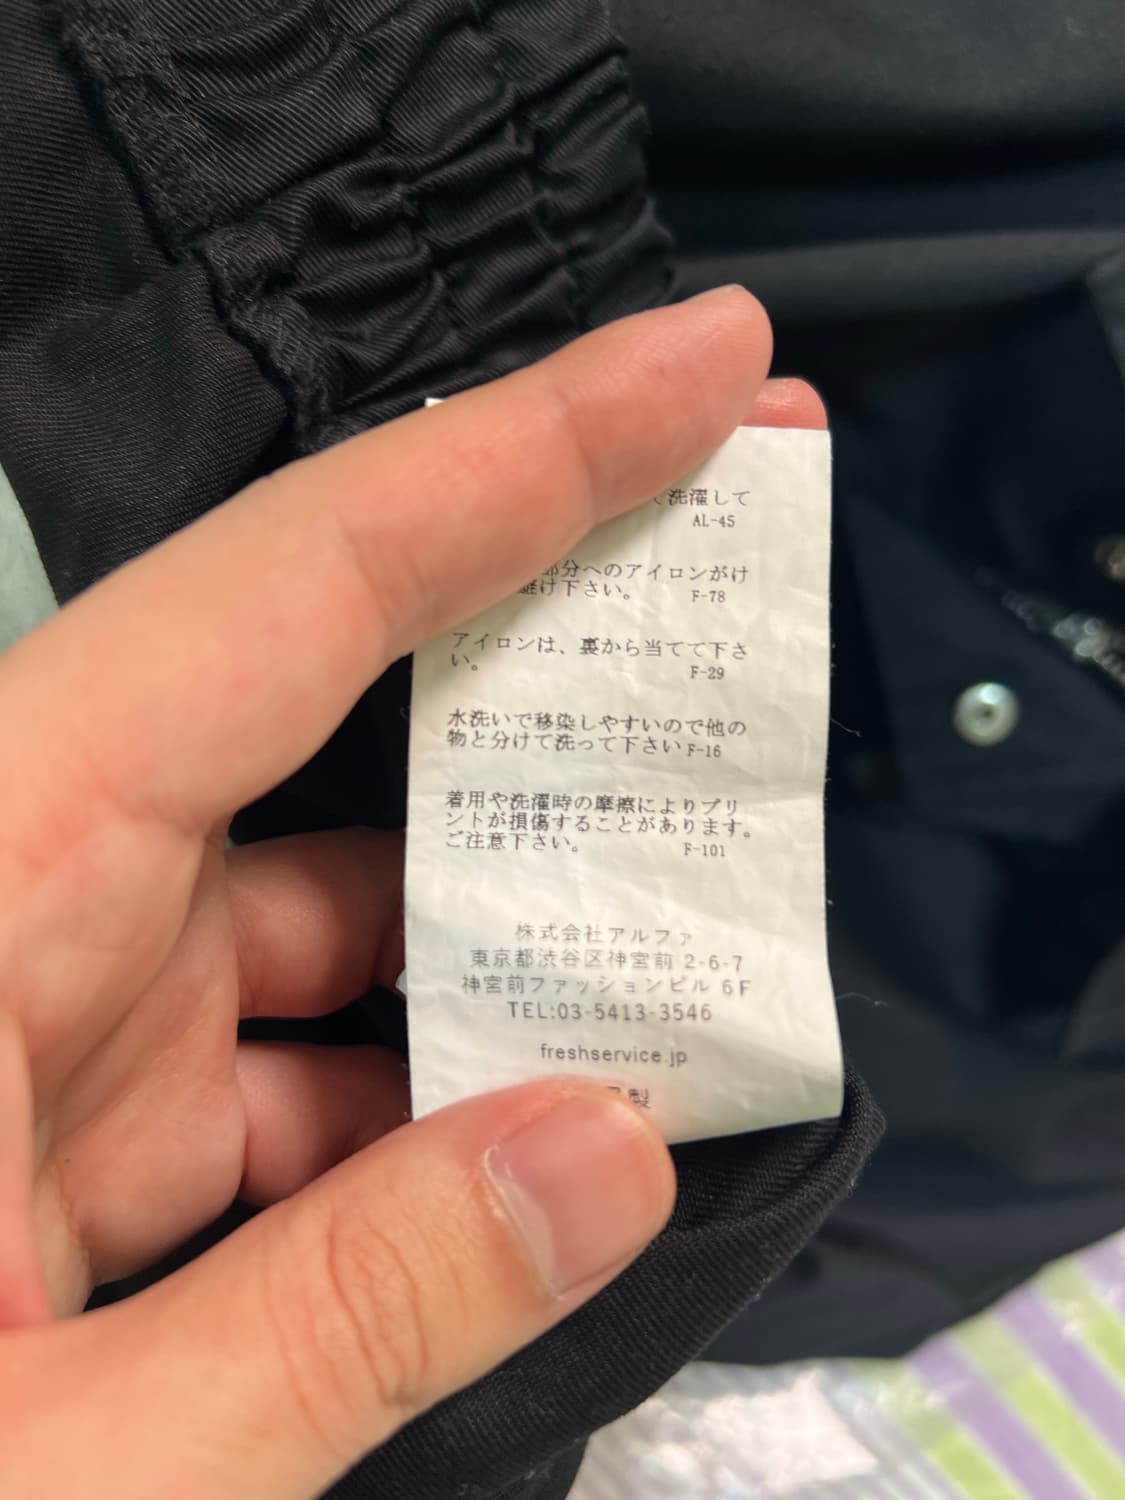 洗濯して
AL-45
部分へのアイロンがけ
避け下さい。 F-78
アイロンは、裏から当てて下さ
い。 F-29
水洗いで移染しやすいので他の
物と分けて洗って下さい F-16
着用や洗濯時の摩擦によりプリ
ントが損傷することがあります。
ご注意下さい。 F-101
株式会社アルファ
東京都渋谷区神宮前 2-6-7
神宮前ファッションビル 6F
TEL:03-5413-3546
freshservice.jp
製